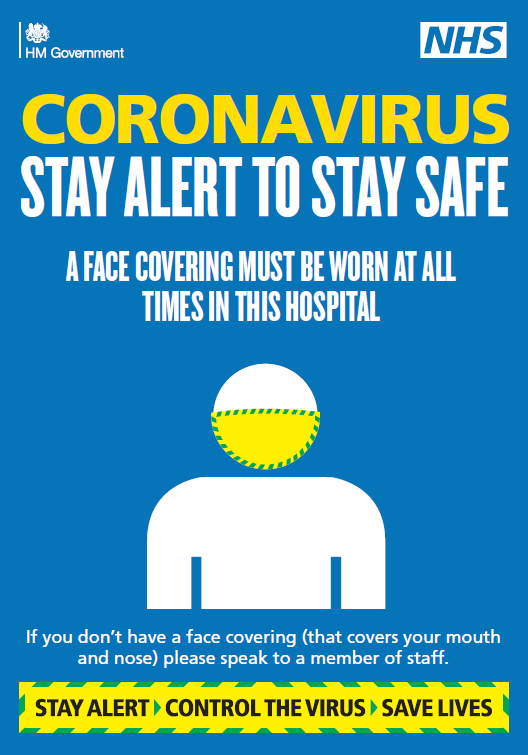 HM Government
NHS
CORONAVIRUS
STAY ALERT TO STAY SAFE
A FACE COVERING MUST BE WORN AT ALL
TIMES IN THIS HOSPITAL
If you don't have a face covering (that covers your mouth
and nose) please speak to a member of staff.
STAY ALERT CONTROL THE VIRUS SAVE LIVES